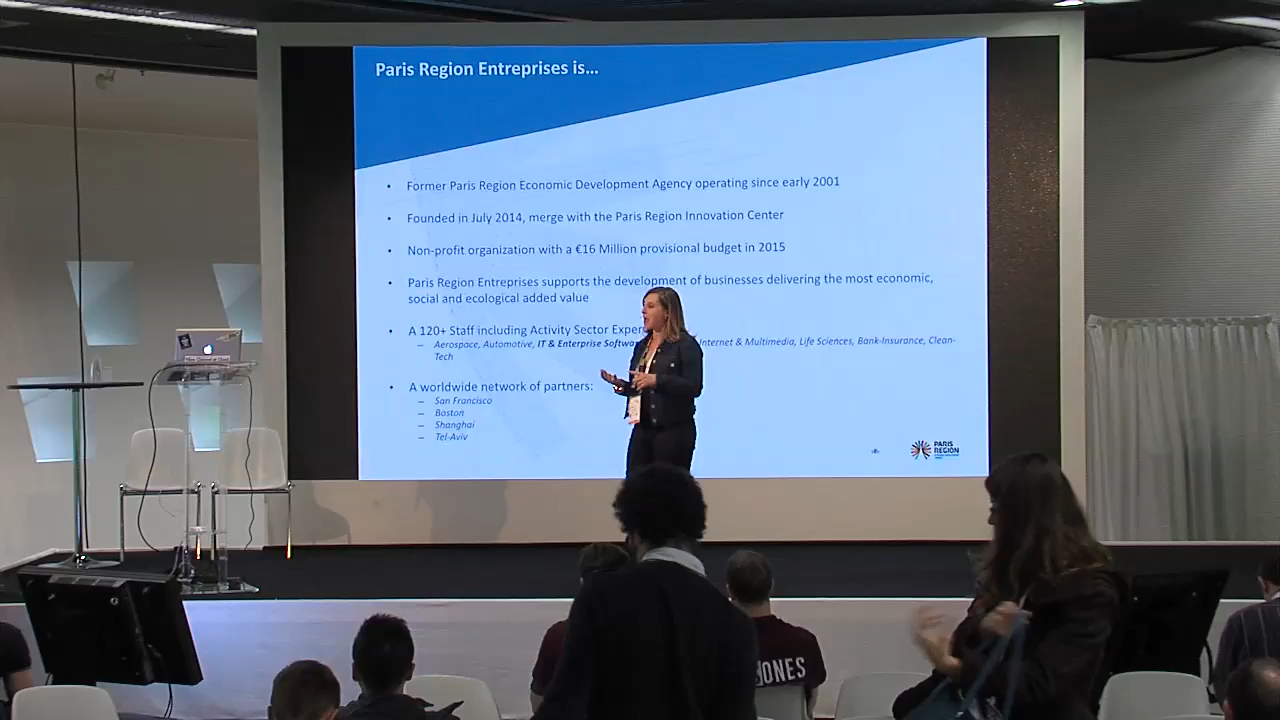 Paris Region Entreprises is...
• Former Paris Region Economic Development Agency operating since early 2001
• Founded in July 2014, merge with the Paris Region Innovation Center
• Non-profit organization with a €16 Million provisional budget in 2015
• Paris Region Entreprises supports the development of businesses delivering the most economic,
social and ecological added value
• A 120+ Staff including Activity Sector Exper
– Aerospace, Automotive, IT & Enterprise Softwar Internet & Multimedia, Life Sciences, Bank-Insurance, Clean-
Tech
• A worldwide network of partners:
– San Francisco
– Boston
– Shanghai
– Tel-Aviv
PARIS
REGION
JONES